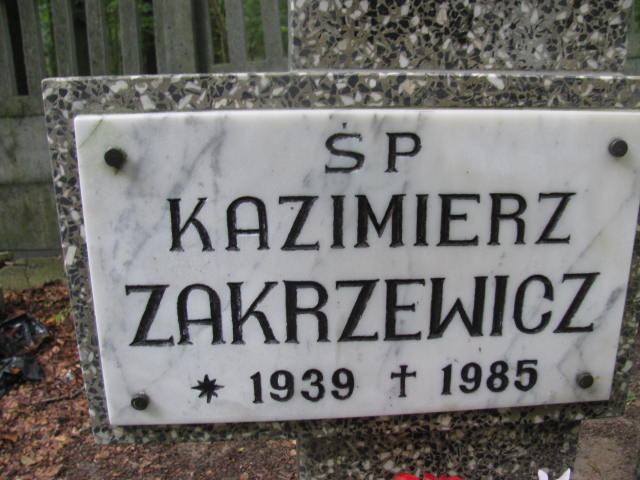 ŚP
KAZIMIERZ
ZAKRZEWICZ
* 1939 † 1985